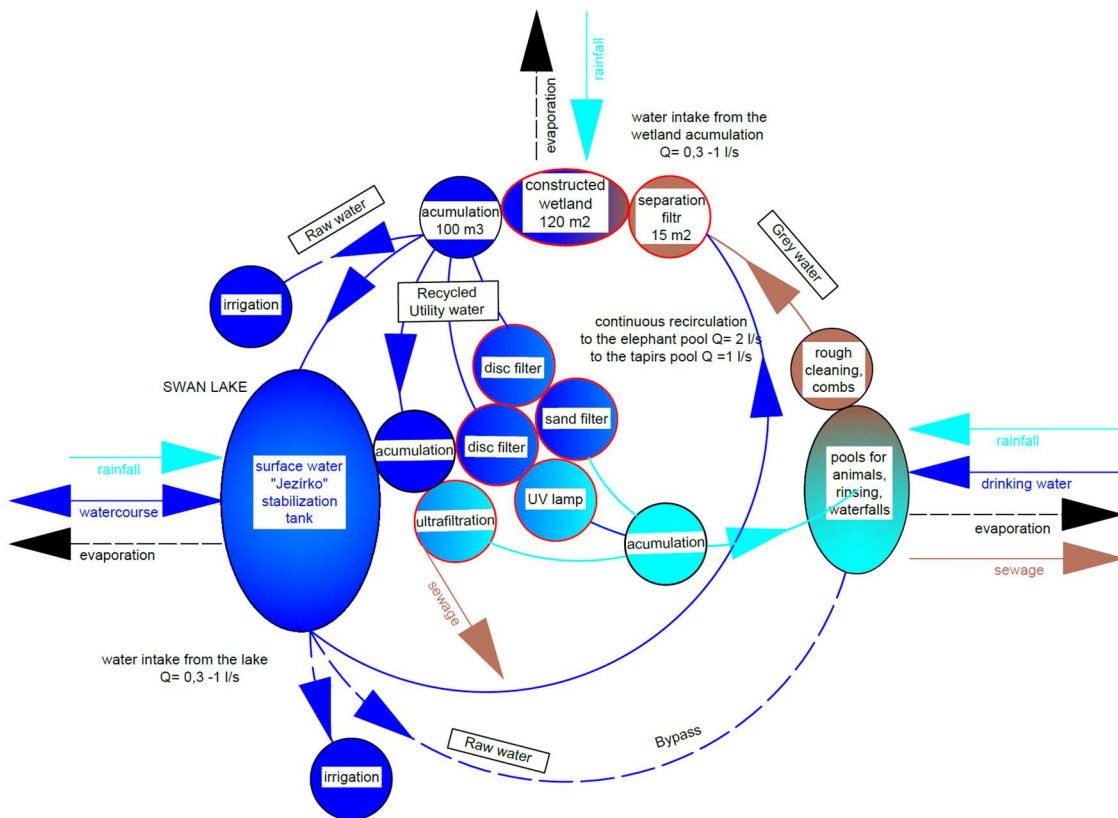 evaporation
rainfall
water intake from the
wetland acumulation
Q= 0,3 -1 l/s
acumulation
100 m3
constructed
wetland
120 m2
separation
filtr
15 m2
Raw water
Grey water
irrigation
Recycled
Utility water
continuous recirculation
to the elephant pool Q= 2 l/s
to the tapirs pool Q =1 l/s
rough
cleaning,
combs
SWAN LAKE
disc filter
sand filter
disc filter
acumulation
UV lamp
ultrafiltration
acumulation
rainfall
watercourse
evaporation
surface water
"Jezírko"
stabilization
tank
pools for
animals,
rinsing,
waterfalls
rainfall
drinking water
evaporation
sewage
sewage
water intake from the lake
Q= 0,3 -1 l/s
irrigation
Raw water
Bypass